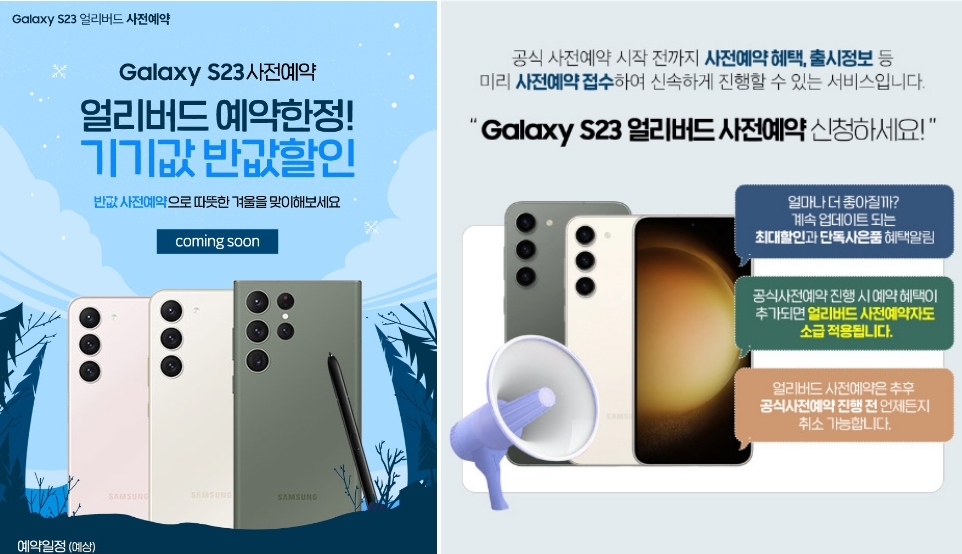 Galaxy S23 얼리버드 사전예약
Galaxy S23 사전예약
얼리버드 예약한정!
기기값 반값할인
반값 사전예약으로 따뜻한 겨울을 맞이해보세요
coming soon
SAMSUNG
SAMSUNG
SAMSUNG
예약일정 (예상)
공식 사전예약 시작 전까지 사전예약 혜택, 출시정보 등
미리 사전예약 접수하여 신속하게 진행할 수 있는 서비스입니다.
“ Galaxy S23 얼리버드 사전예약 신청하세요! ”
얼마나 더 좋아질까?
계속 업데이트 되는
최대할인과 단독사은품 혜택알림
공식사전예약 진행 시 예약 혜택이
추가되면 얼리버드 사전예약자도
소급 적용됩니다.
얼리버드 사전예약은 추후
공식사전예약 진행 전 언제든지
취소 가능합니다.